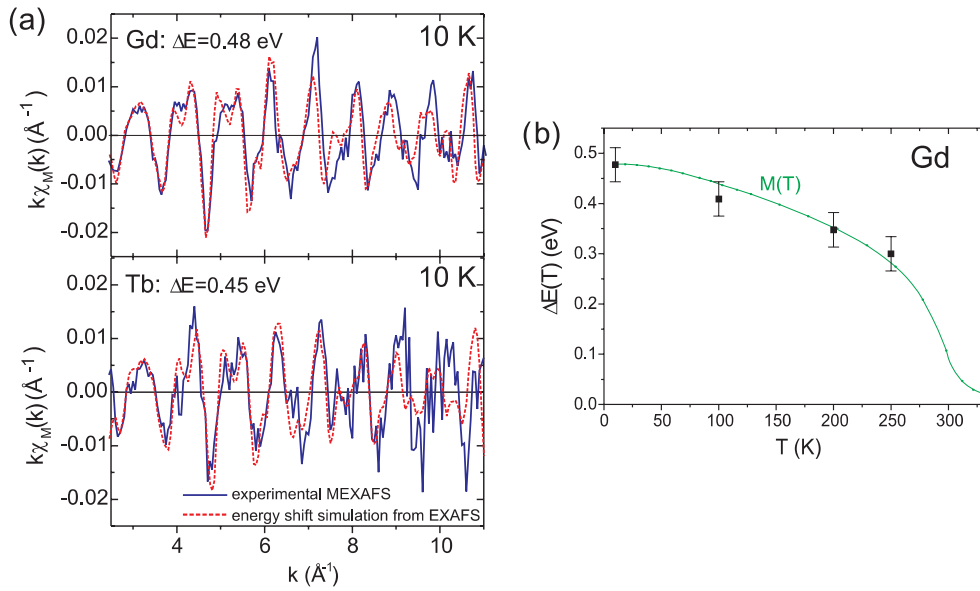 (a)
Gd: ΔE=0.48 eV
10 K
0.02
0.01
0.00
-0.01
-0.02
kχM(k) (Å⁻¹)
Tb: ΔE=0.45 eV
10 K
0.01
0.00
-0.01
-0.02
kχM(k) (Å⁻¹)
experimental MEXAFS
energy shift simulation from EXAFS
4 6 8 10
k (Å⁻¹)
(b)
Gd
M(T)
0.5
0.4
0.3
0.2
0.1
0.0
ΔE(T) (eV)
0 50 100 150 200 250 300
T (K)